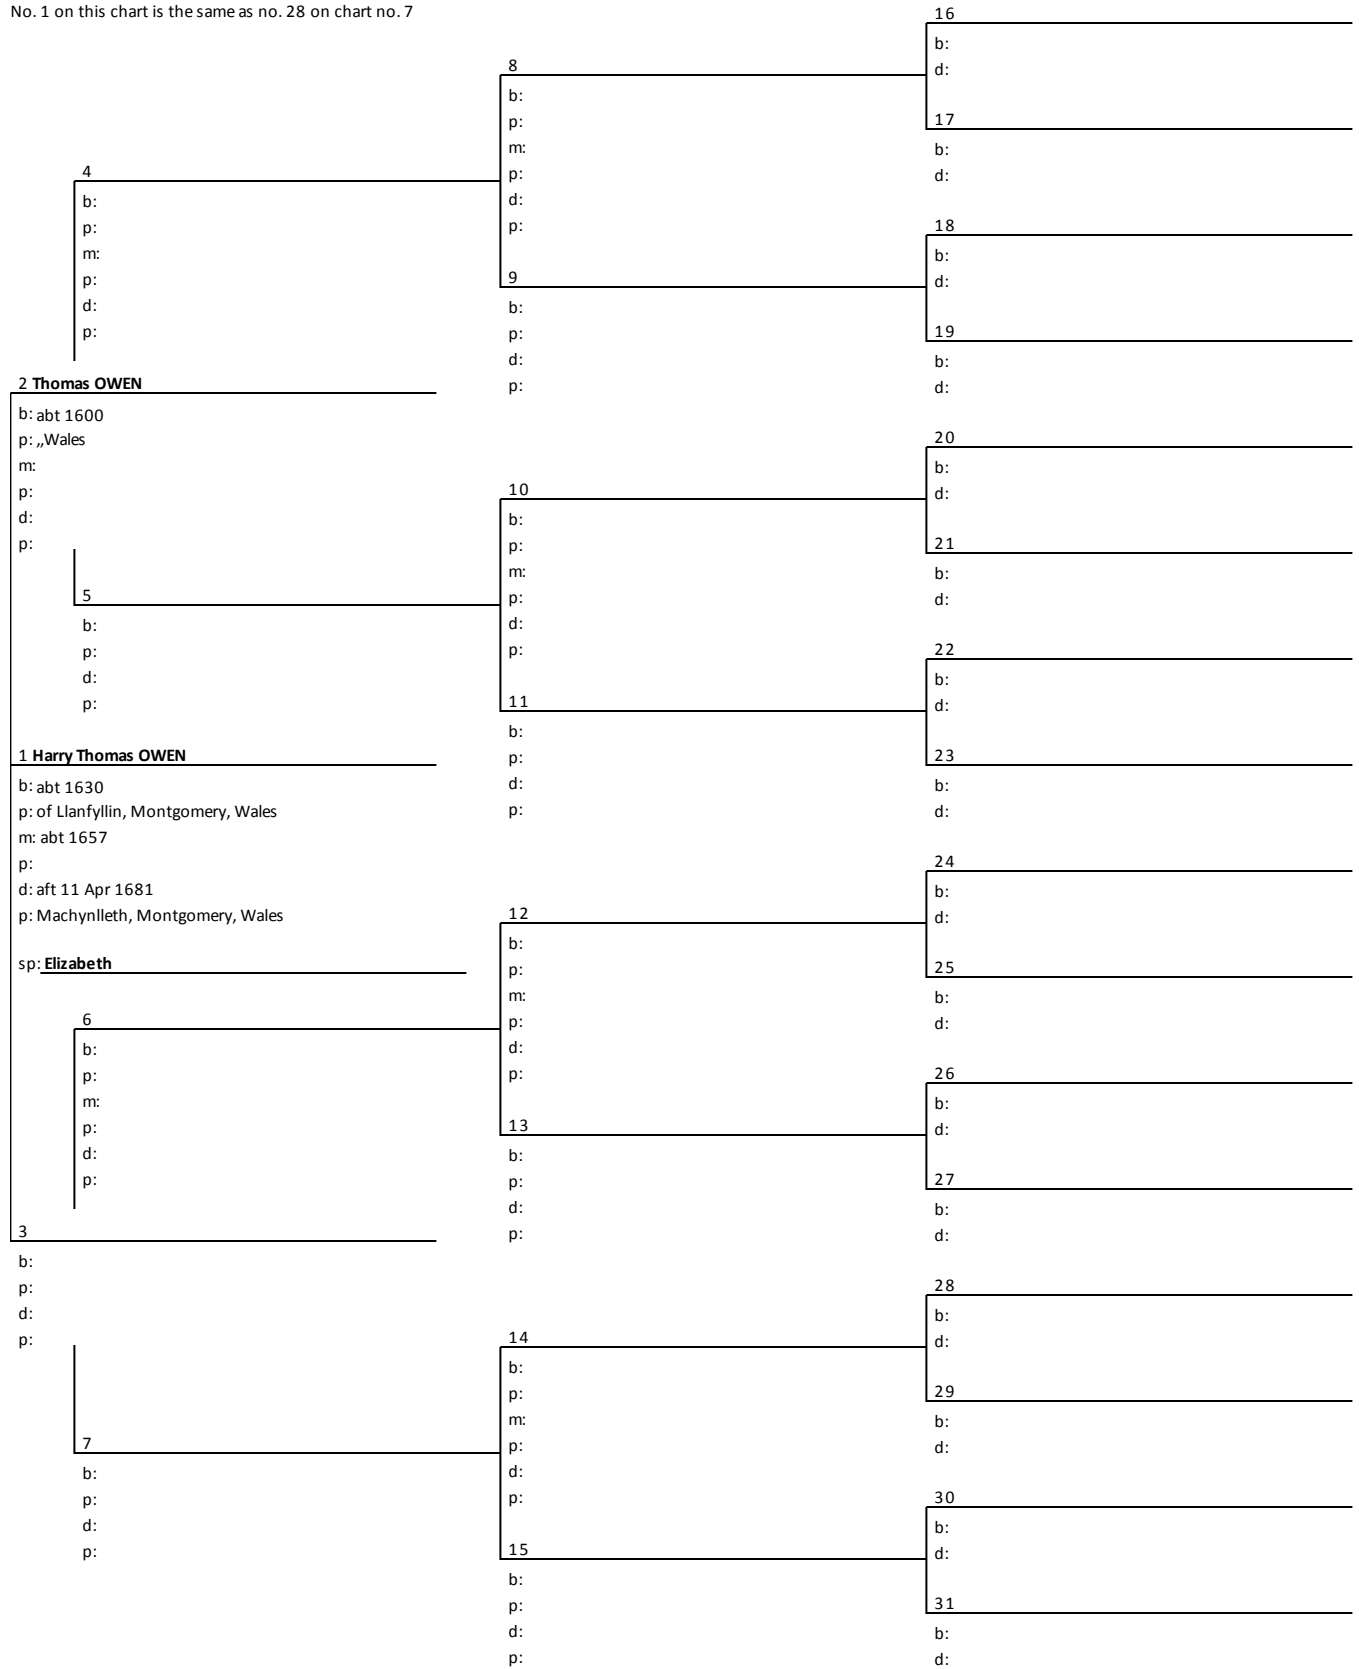 No. 1 on this chart is the same as no. 28 on chart no. 7
16
b:
d:
8
b:
p:
m:
p:
d:
p:
17
b:
d:
4
b:
p:
m:
p:
d:
p:
18
b:
d:
9
b:
p:
d:
p:
19
b:
d:
2 Thomas OWEN
b: abt 1600
p: ,,Wales
m:
p:
d:
p:
20
b:
d:
10
b:
p:
m:
p:
d:
p:
21
b:
d:
5
b:
p:
d:
p:
22
b:
d:
11
b:
p:
d:
p:
23
b:
d:
1 Harry Thomas OWEN
b: abt 1630
p: of Llanfyllin, Montgomery, Wales
m: abt 1657
p:
d: aft 11 Apr 1681
p: Machynlleth, Montgomery, Wales
sp: Elizabeth
24
b:
d:
12
b:
p:
m:
p:
d:
p:
25
b:
d:
6
b:
p:
m:
p:
d:
p:
26
b:
d:
13
b:
p:
d:
p:
27
b:
d:
3
b:
p:
d:
p:
28
b:
d:
14
b:
p:
m:
p:
d:
p:
29
b:
d:
7
b:
p:
d:
p:
30
b:
d:
15
b:
p:
d:
p:
31
b:
d: